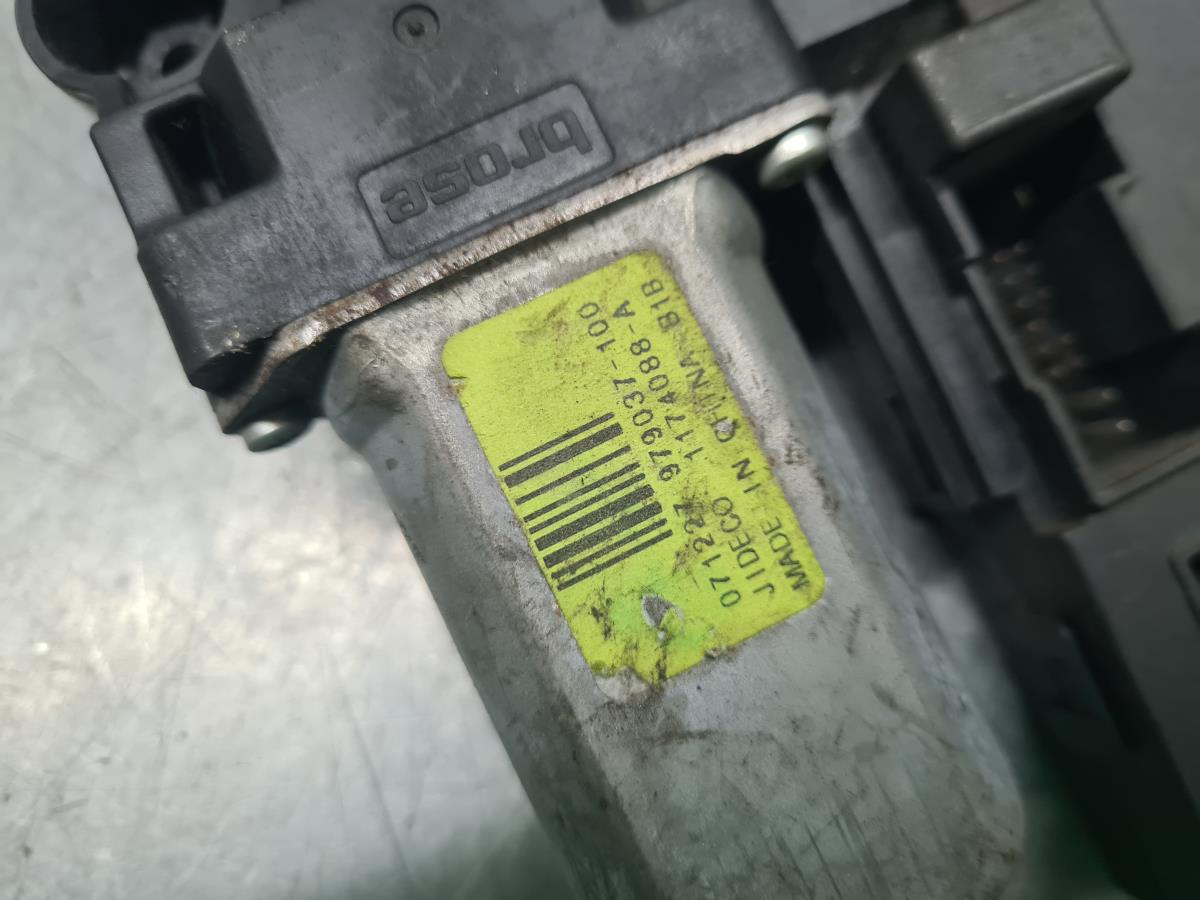 brose
071227 979037-100
JIDECO 1174088-A
MADE IN CHINA B1B